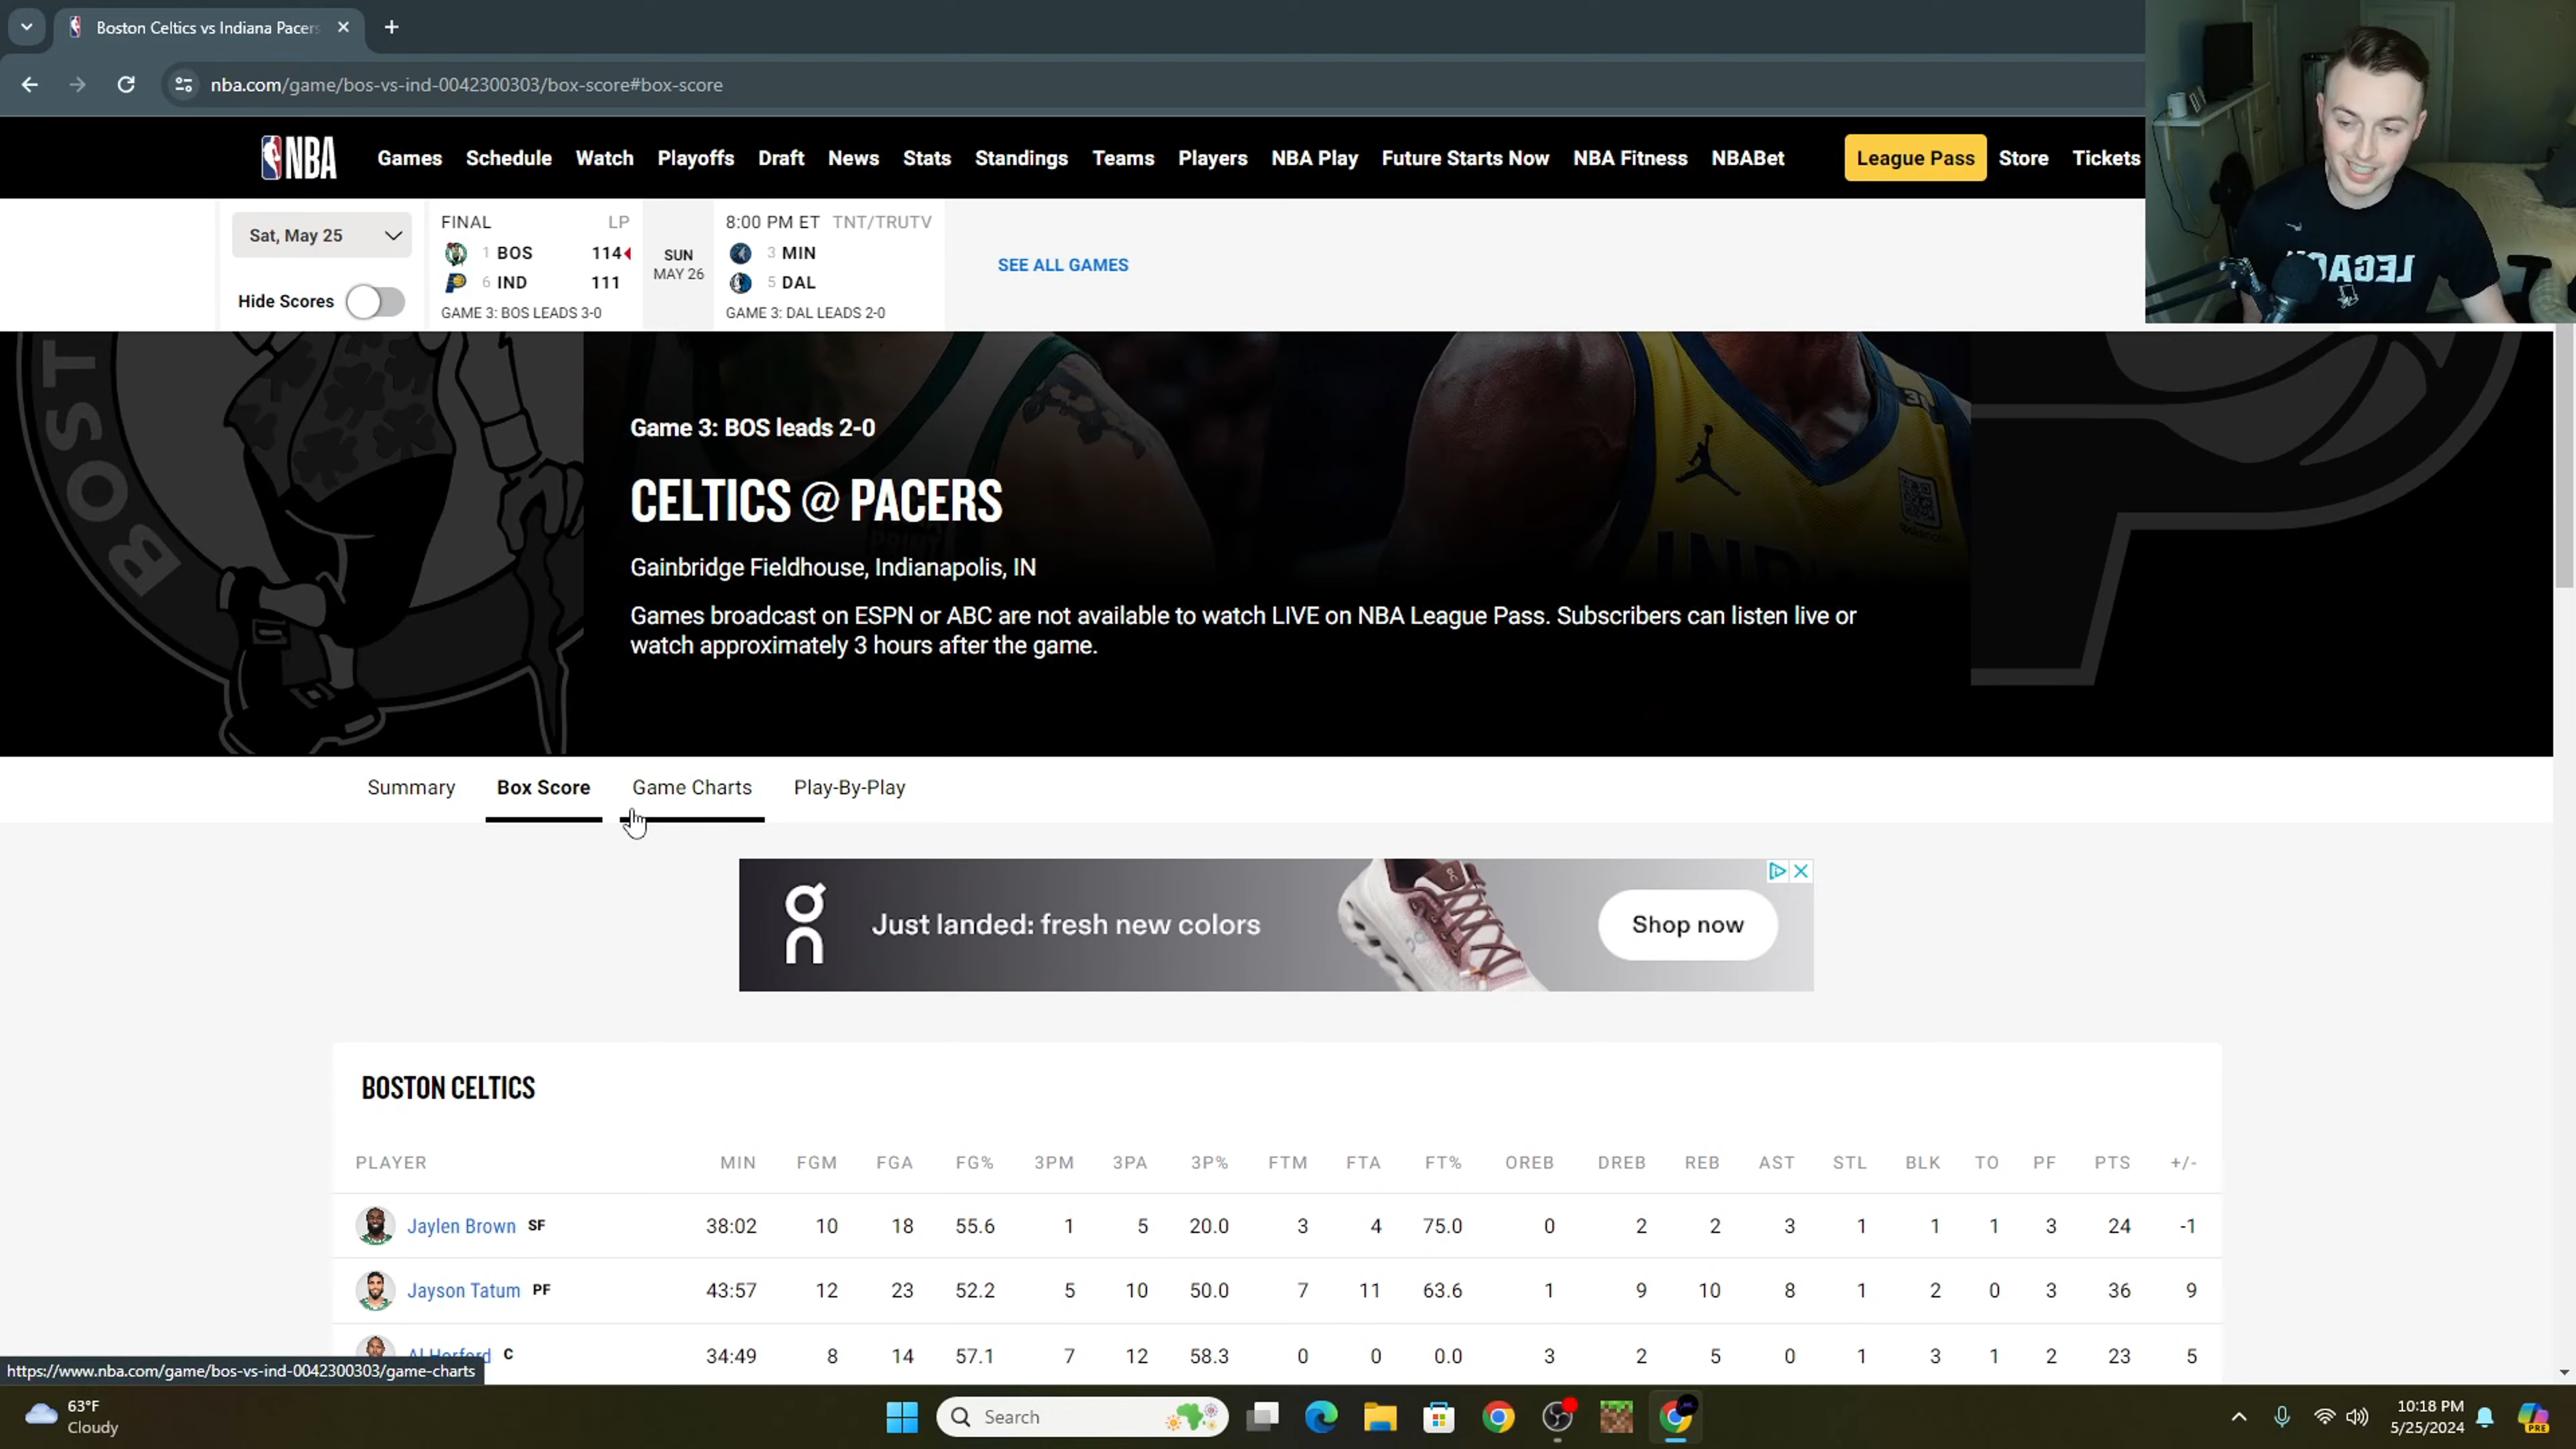 Boston Celtics vs Indiana Pacers
nba.com/game/bos-vs-ind-0042300303/box-score#box-score
NBA Games Schedule Watch Playoffs Draft News Stats Standings Teams Players NBA Play Future Starts Now NBA Fitness NBABet League Pass Store Tickets
Sat, May 25
Hide Scores
FINAL LP
1 BOS 114
6 IND 111
GAME 3: BOS LEADS 3-0
SUN
MAY 26
8:00 PM ET TNT/TRUTV
3 MIN
5 DAL
GAME 3: DAL LEADS 2-0
SEE ALL GAMES
LEGACY
BOST
Game 3: BOS leads 2-0
CELTICS @ PACERS
Gainbridge Fieldhouse, Indianapolis, IN
Games broadcast on ESPN or ABC are not available to watch LIVE on NBA League Pass. Subscribers can listen live or
watch approximately 3 hours after the game.
Summary Box Score Game Charts Play-By-Play
on
Just landed: fresh new colors
Shop now
BOSTON CELTICS
PLAYER MIN FGM FGA FG% 3PM 3PA 3P% FTM FTA FT% OREB DREB REB AST STL BLK TO PF PTS +/-
Jaylen Brown SF 38:02 10 18 55.6 1 5 20.0 3 4 75.0 0 2 2 3 1 1 1 3 24 -1
Jayson Tatum PF 43:57 12 23 52.2 5 10 50.0 7 11 63.6 1 9 10 8 1 2 0 3 36 9
Al Horford C 34:49 8 14 57.1 7 12 58.3 0 0 0.0 3 2 5 0 1 3 1 2 23 5
https://www.nba.com/game/bos-vs-ind-0042300303/game-charts
63°F
Cloudy
Search
10:18 PM
5/25/2024
PRE